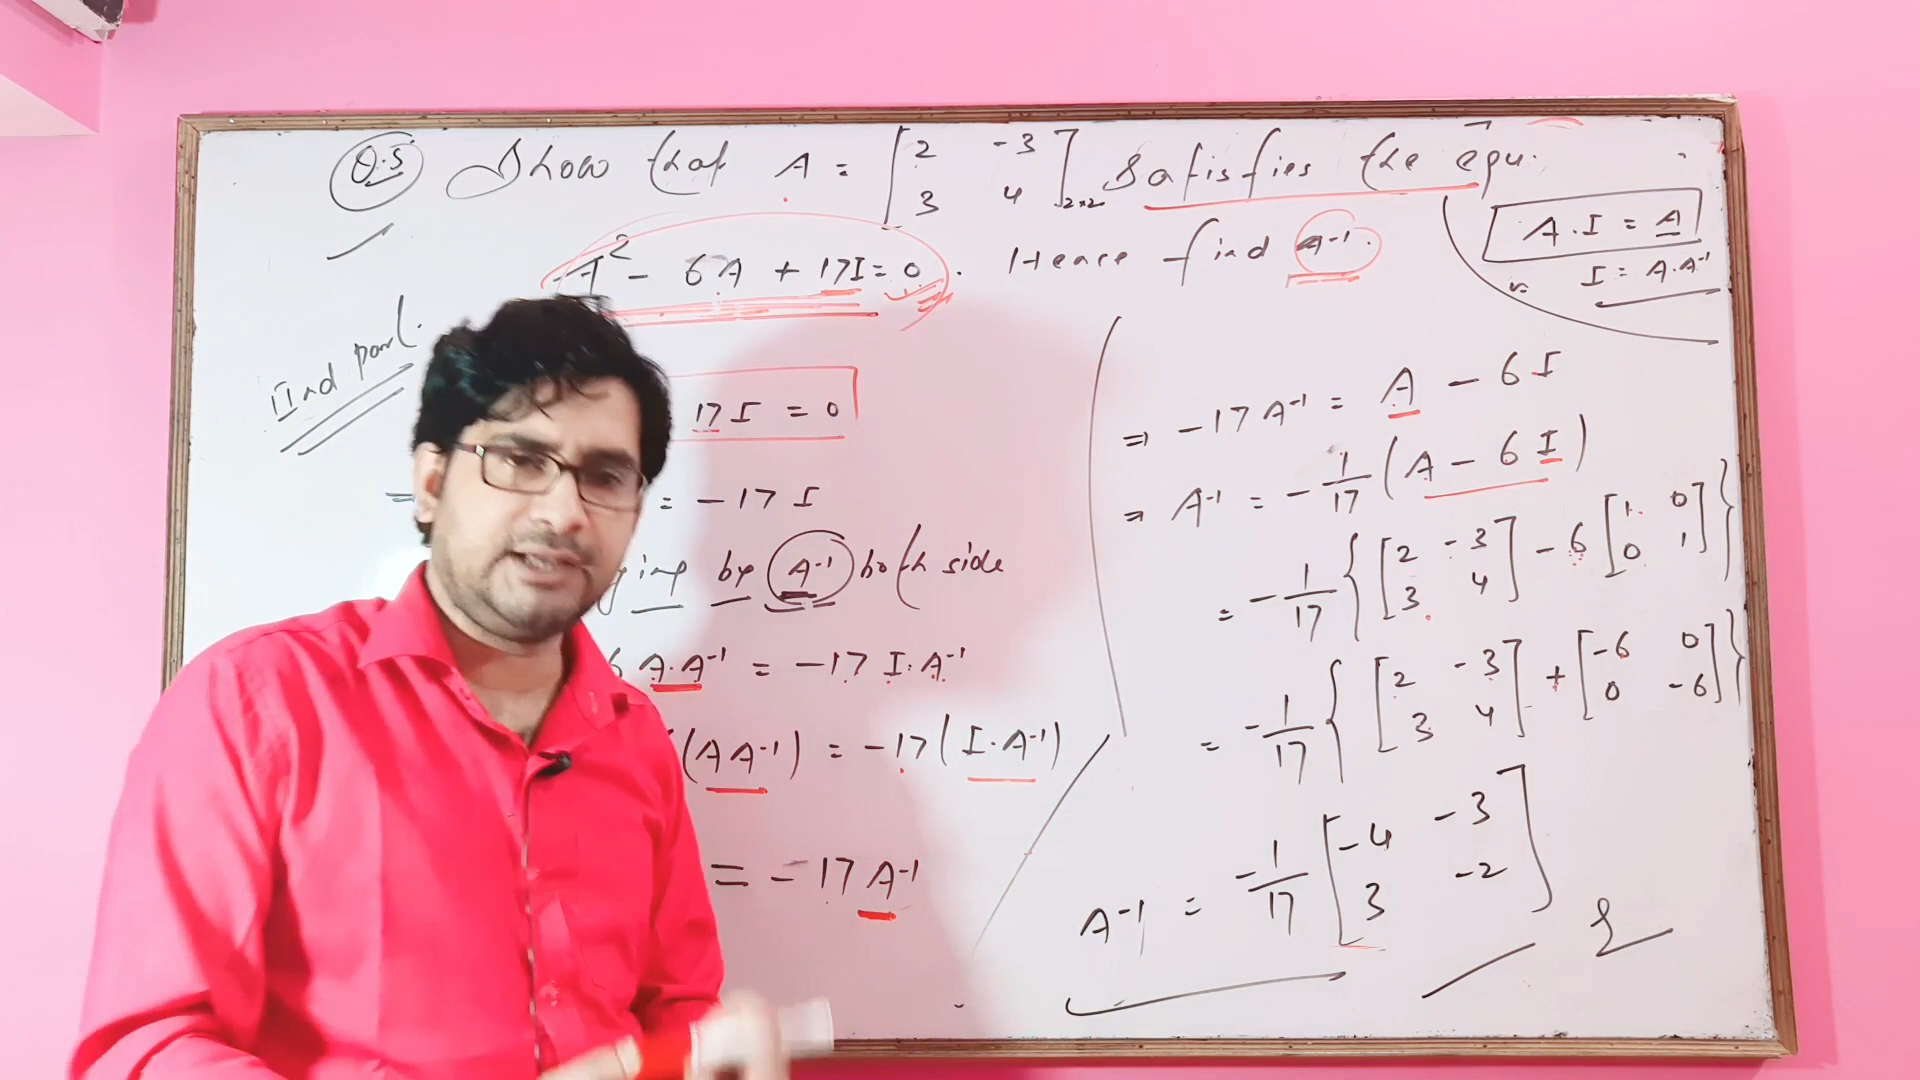 Q.5 Show that A = [2 -3 3 4]2×2 Satisfies the equ.
A² - 6A + 17I = 0. Hence find A-1.
A.I = A
I = A.A-1
IInd part.
17I = 0
= -17I
by A-1 both side
6 A.A-1 = -17 I.A-1
(AA-1) = -17(I.A-1)
= -17A-1
⇒ -17A-1 = A - 6I
⇒ A-1 = -1/17 (A - 6I)
= -1/17 { [2 -3 3 4] - 6 [1 0 0 1] }
= -1/17 { [2 -3 3 4] + [-6 0 0 -6] }
A-1 = -1/17 [-4 -3 3 -2]